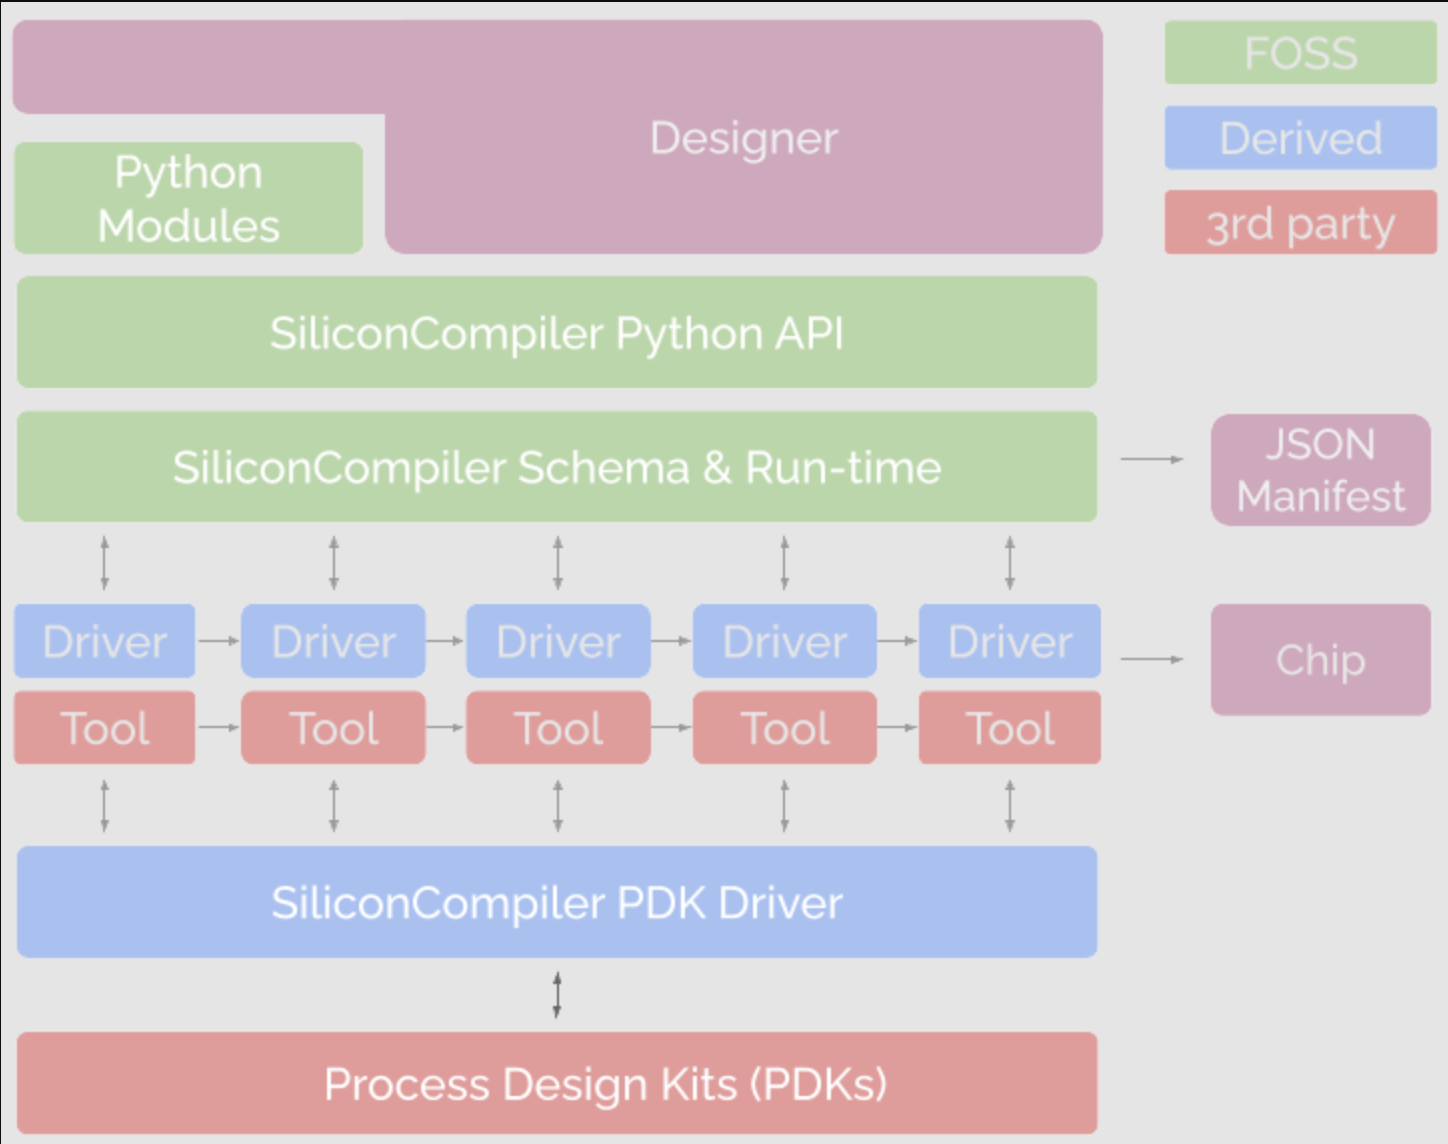 Designer
FOSS
Derived
3rd party
Python
Modules
SiliconCompiler Python API
SiliconCompiler Schema & Run-time
JSON
Manifest
Driver Driver Driver Driver Driver
Chip
Tool Tool Tool Tool Tool
SiliconCompiler PDK Driver
Process Design Kits (PDKs)